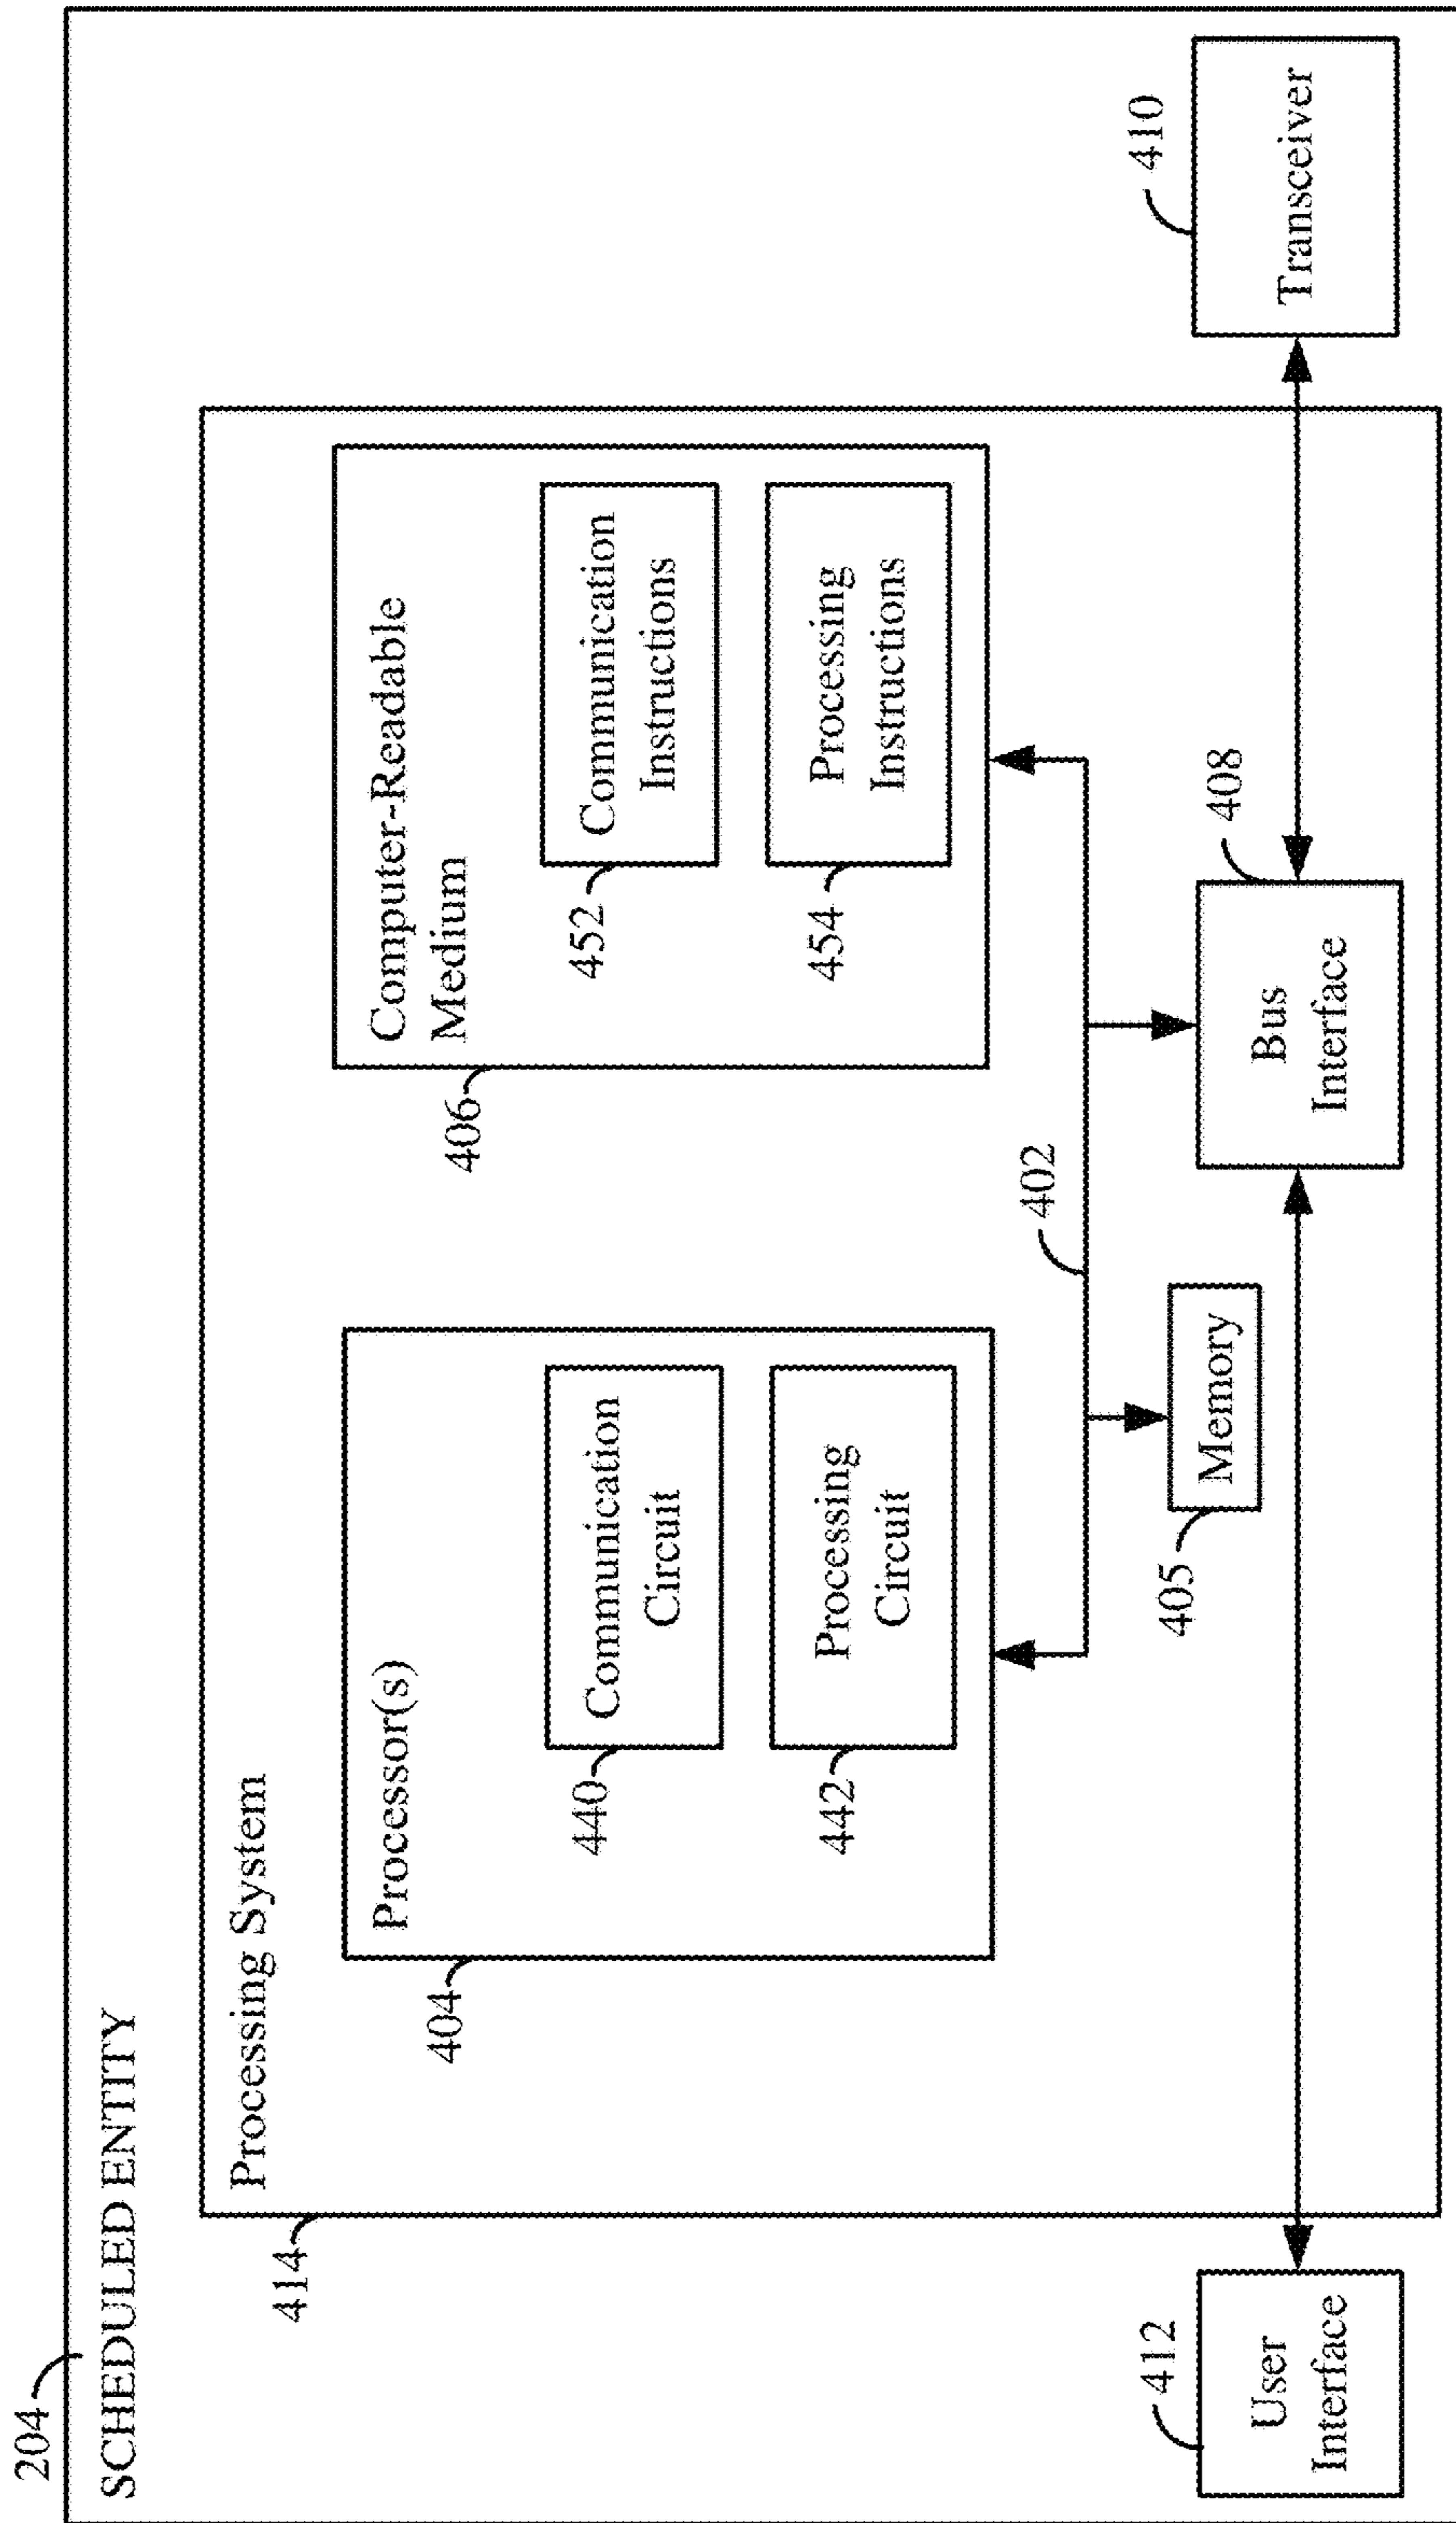 204
SCHEDULED ENTITY
414
Processing System
404
Processor(s)
440
Communication
Circuit
442
Processing
Circuit
406
Computer-Readable
Medium
452
Communication
Instructions
454
Processing
Instructions
402
405
Memory
408
Bus
Interface
412
User
Interface
410
Transceiver